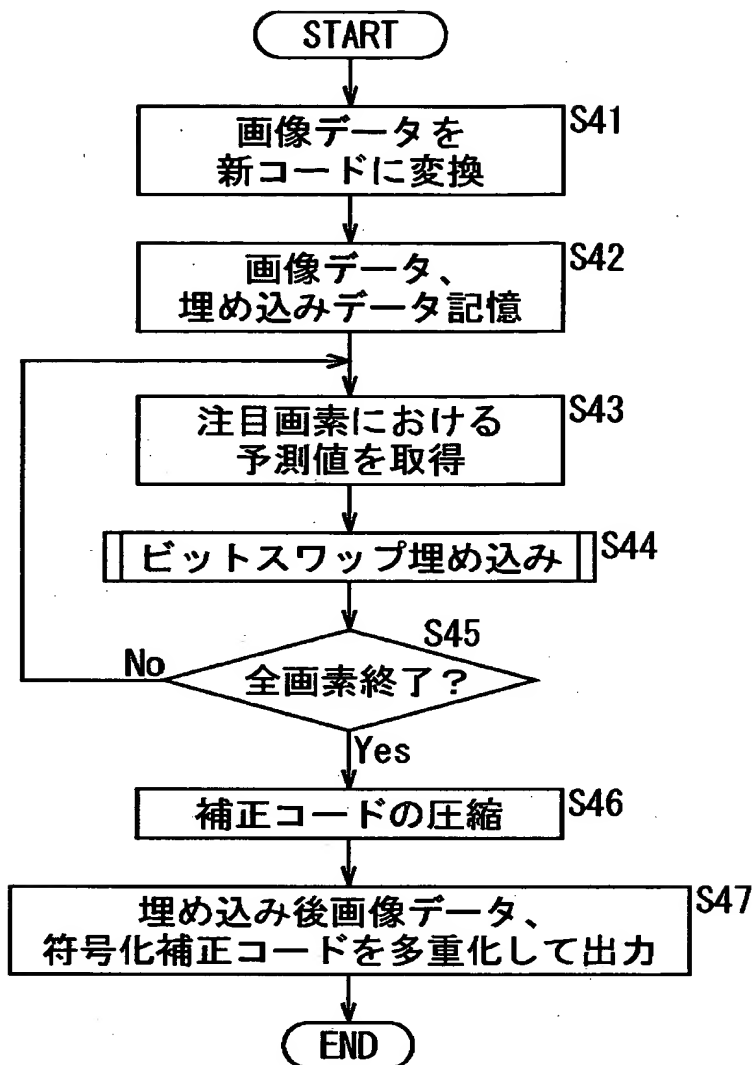 START
画像データを
新コードに変換
S41
画像データ、
埋め込みデータ記憶
S42
注目画素における
予測値を取得
S43
ビットスワップ埋め込み
S44
全画素終了?
S45
No
Yes
補正コードの圧縮
S46
埋め込み後画像データ、
符号化補正コードを多重化して出力
S47
END